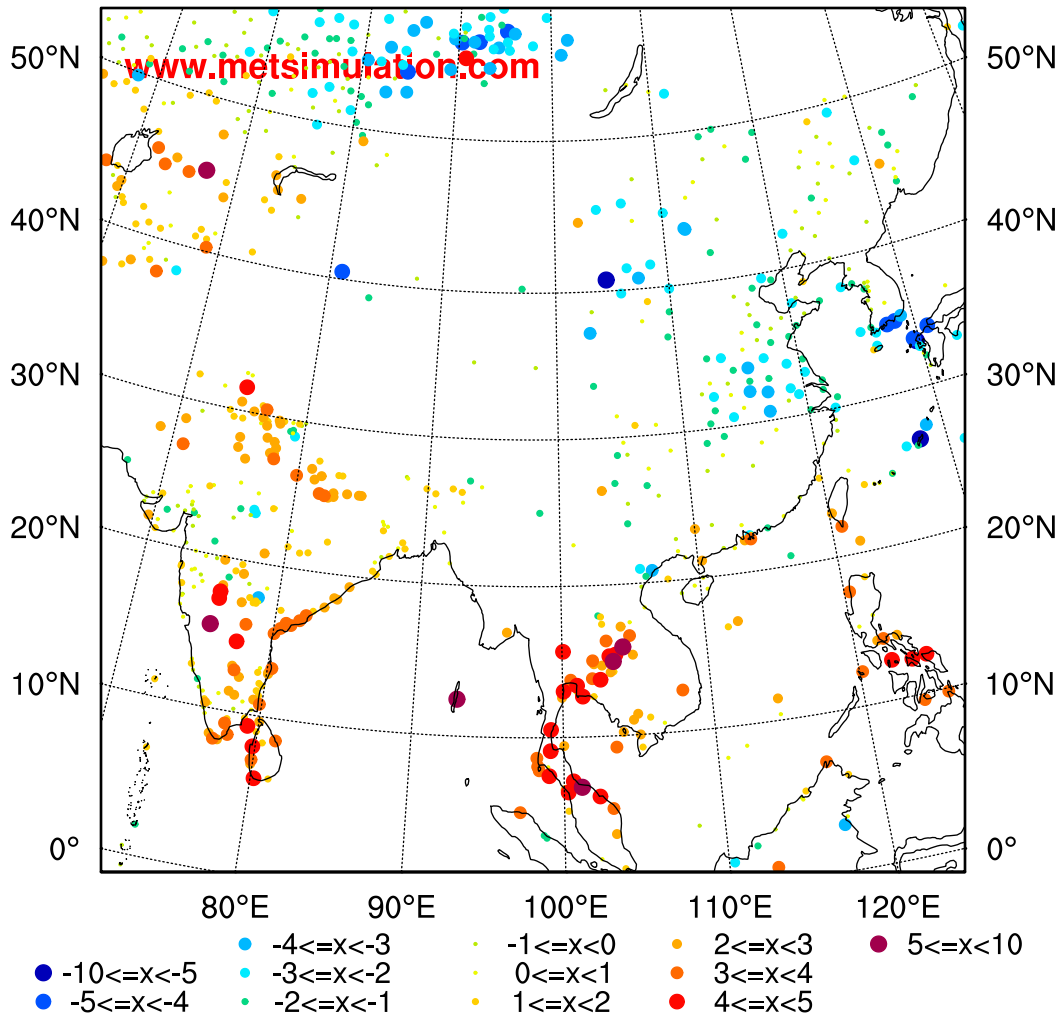 50°N 50°N
www.metsimulation.com
40°N 40°N
30°N 30°N
20°N 20°N
10°N 10°N
0° 0°
80°E 90°E 100°E 110°E 120°E
-4<=x<-3 -1<=x<0 2<=x<3 5<=x<10
-10<=x<-5 -3<=x<-2 0<=x<1 3<=x<4
-5<=x<-4 -2<=x<-1 1<=x<2 4<=x<5